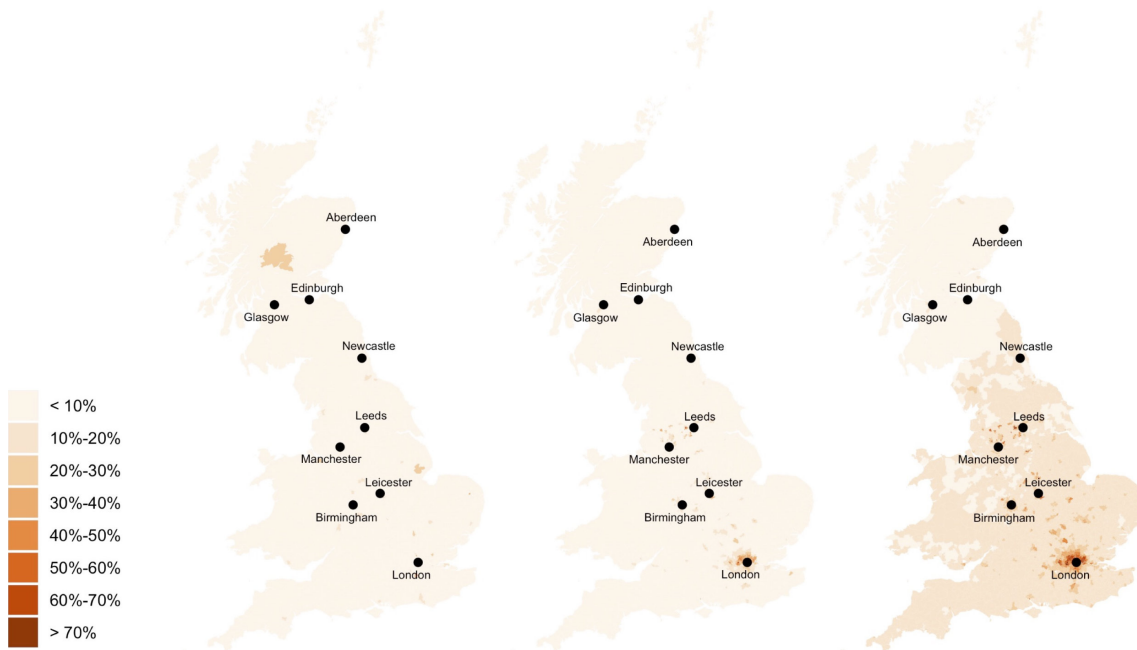 < 10%
10%-20%
20%-30%
30%-40%
40%-50%
50%-60%
60%-70%
> 70%
Aberdeen
Edinburgh
Glasgow
Newcastle
Leeds
Manchester
Leicester
Birmingham
London
Aberdeen
Edinburgh
Glasgow
Newcastle
Leeds
Manchester
Leicester
Birmingham
London
Aberdeen
Edinburgh
Glasgow
Newcastle
Leeds
Manchester
Leicester
Birmingham
London